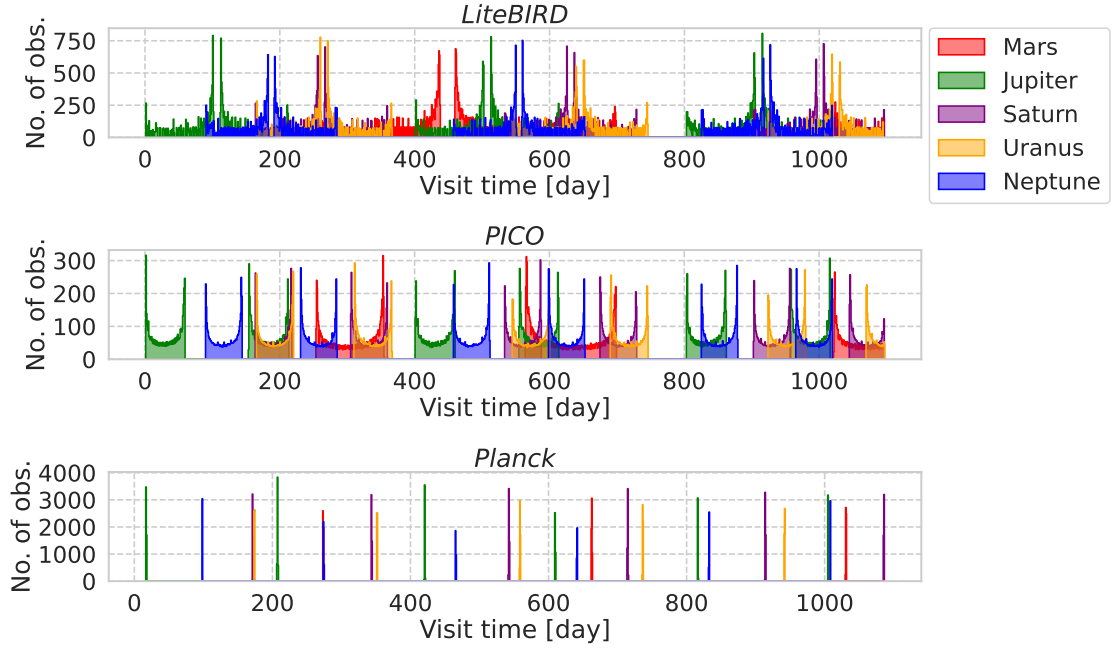 LiteBIRD
No. of obs.
750
500
250
0
0 200 400 600 800 1000
Visit time [day]
Mars
Jupiter
Saturn
Uranus
Neptune
PICO
No. of obs.
300
200
100
0
0 200 400 600 800 1000
Visit time [day]
Planck
No. of obs.
4000
3000
2000
1000
0
0 200 400 600 800 1000
Visit time [day]